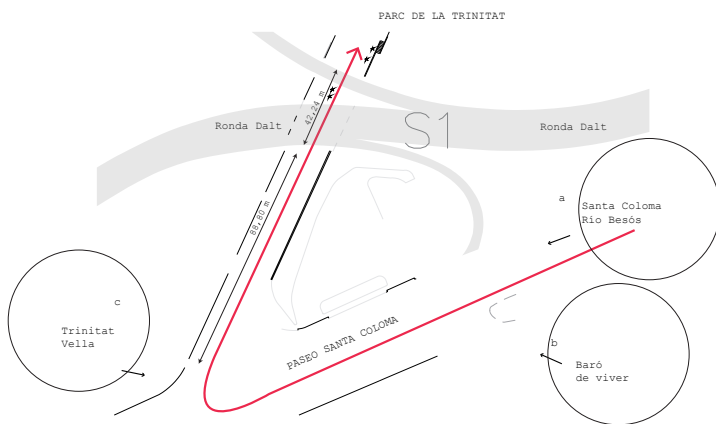 PARC DE LA TRINITAT
42,24 m
Ronda Dalt
S1
Ronda Dalt
88,80 m
a
Santa Coloma
Rio Besós
c
Trinitat
Vella
PASEO SANTA COLOMA
b
Baró
de viver